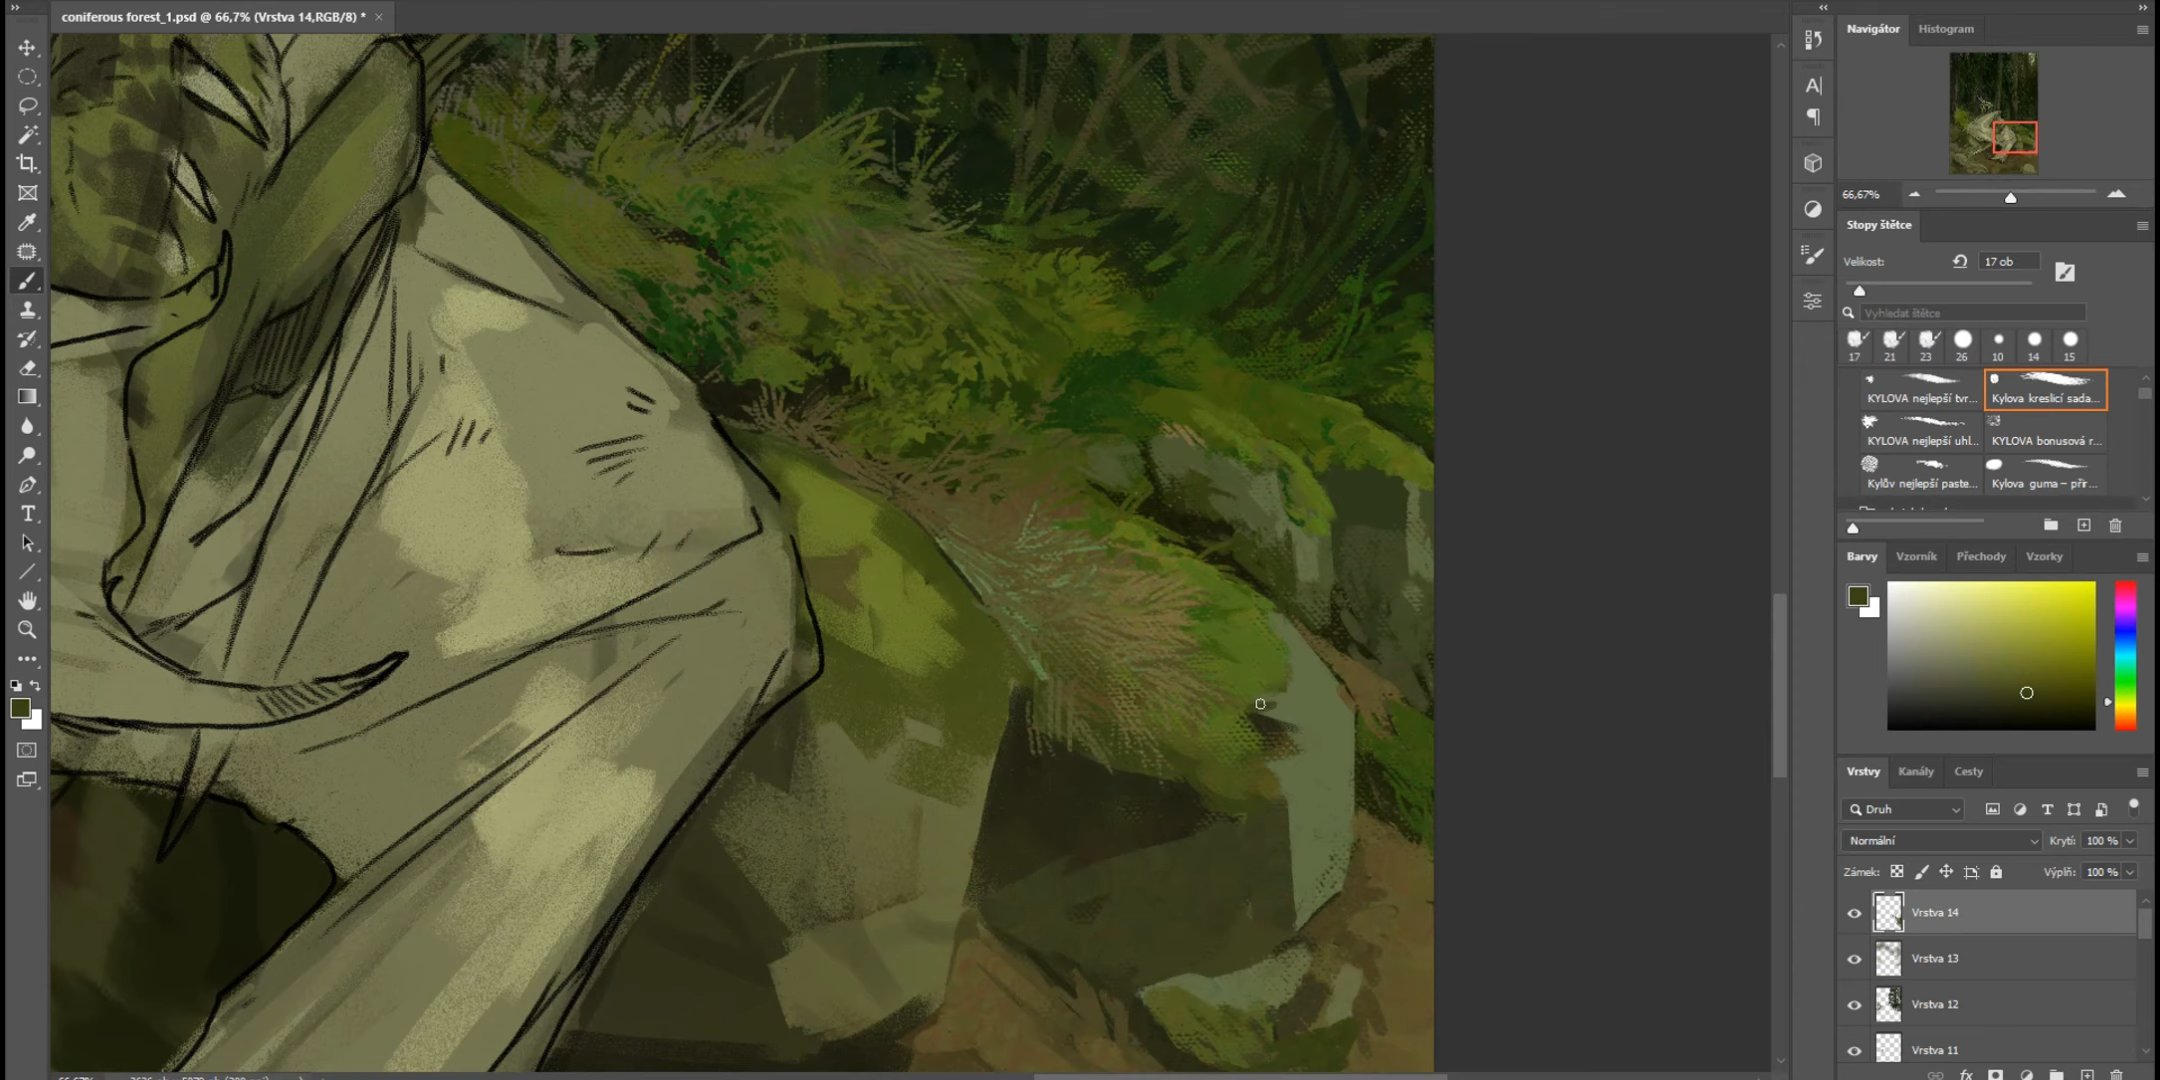 coniferous forest_1.psd @ 66,7% (Vrstva 14,RGB/8) *
Navigátor
Histogram
66,67%
Stopy štětce
Velikost:
17 ob
Vyhledat štětce
17
21
23
26
10
14
15
KYLOVA nejlepší tvr...
Kylova kreslicí sada...
KYLOVA nejlepší uhl...
KYLOVA bonusová r...
Kylův nejlepší paste...
Kylova guma – přir...
Barvy
Vzorník
Přechody
Vzorky
Vrstvy
Kanály
Cesty
Druh
Normální
Krytí: 100 %
Zámek:
Výplň: 100 %
Vrstva 14
Vrstva 13
Vrstva 12
Vrstva 11
fx